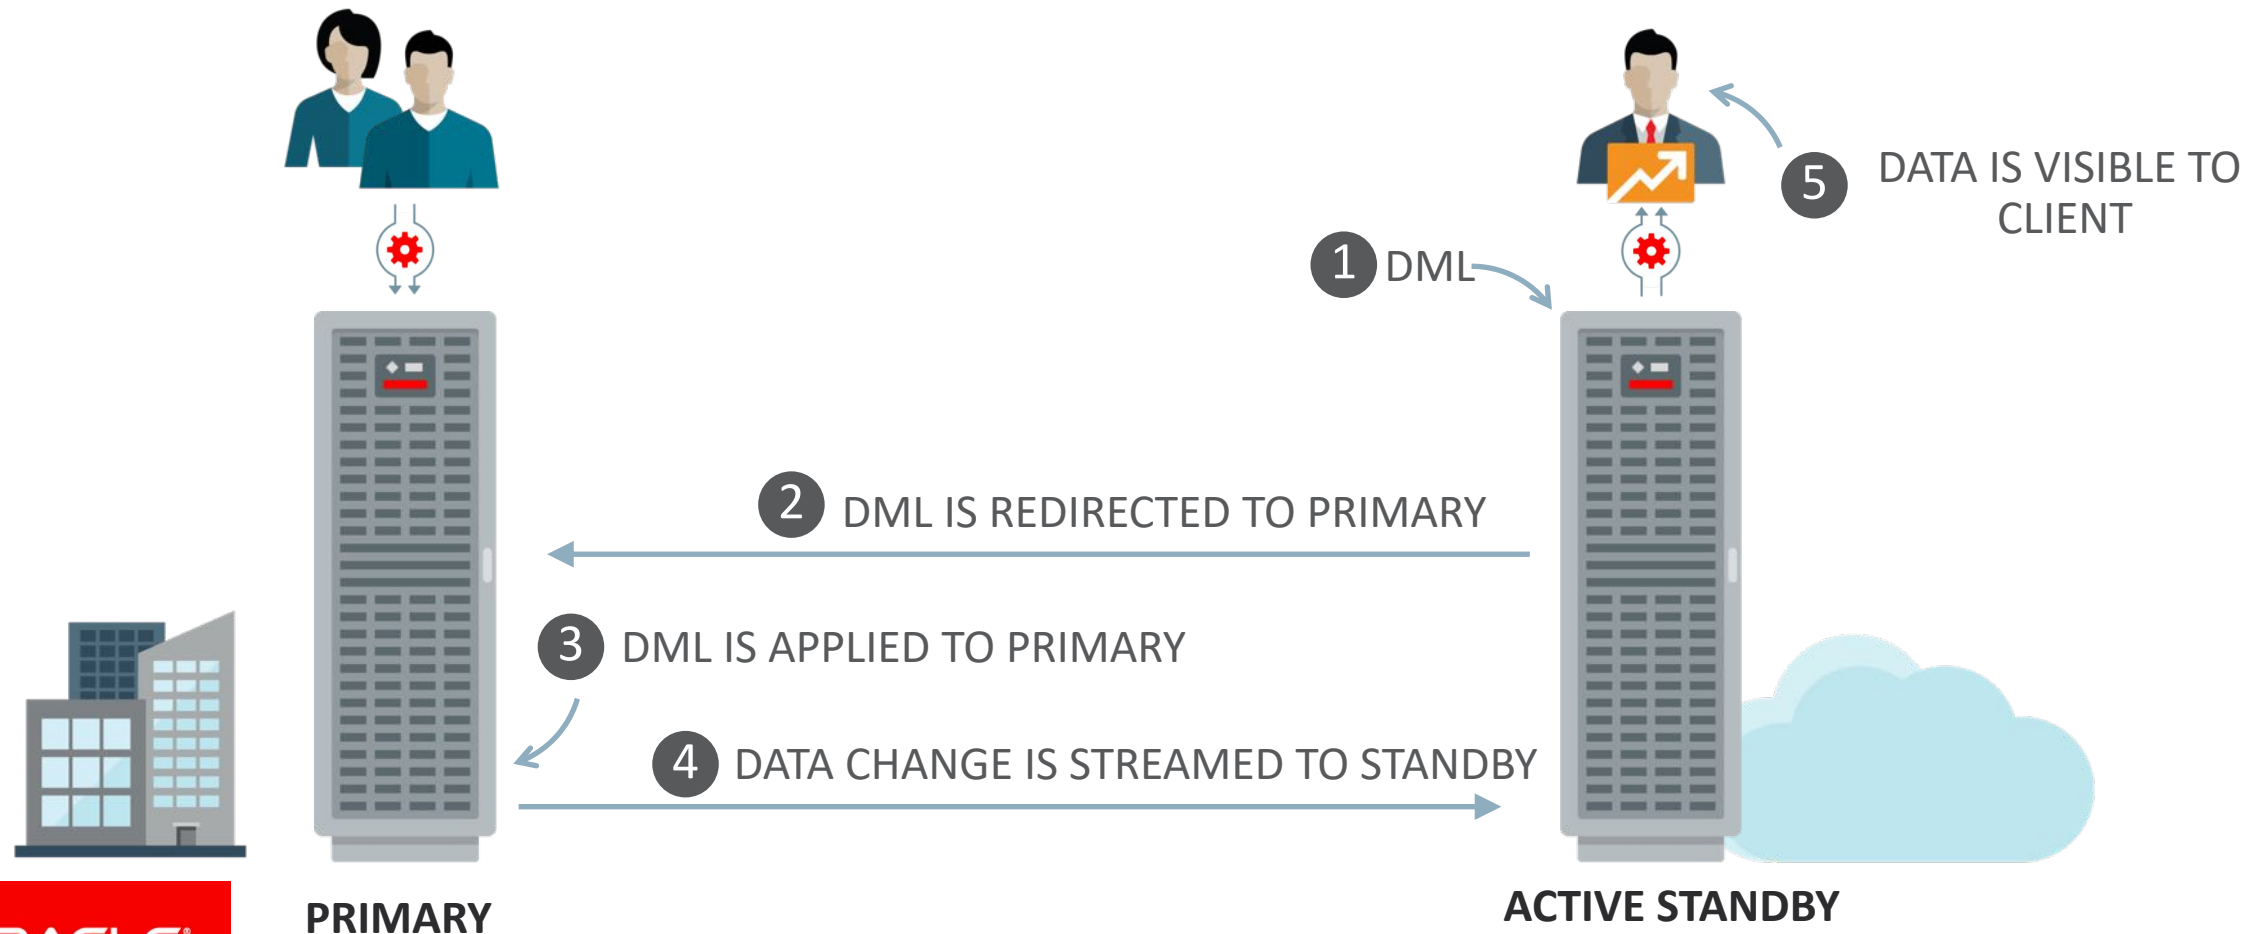 5 DATA IS VISIBLE TO
CLIENT
1 DML
2 DML IS REDIRECTED TO PRIMARY
3 DML IS APPLIED TO PRIMARY
4 DATA CHANGE IS STREAMED TO STANDBY
PRIMARY
ACTIVE STANDBY